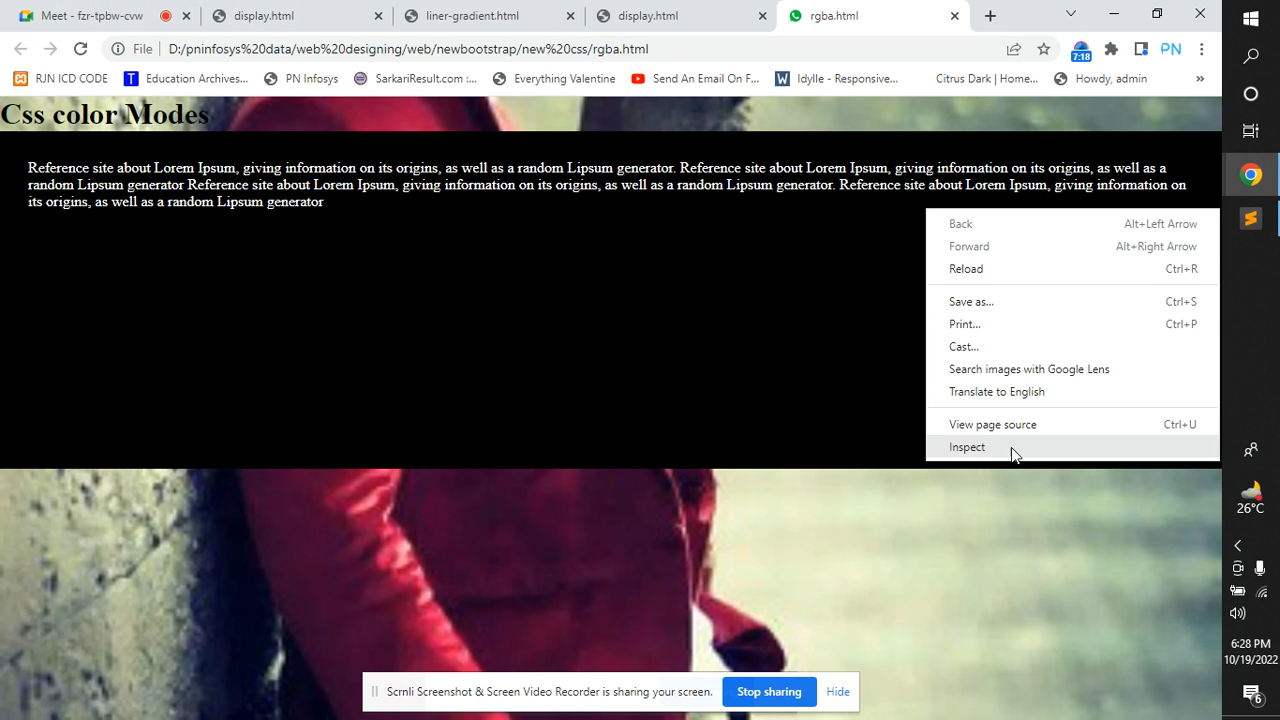 Meet - fzr-tpbw-cvw
display.html
liner-gradient.html
display.html
rgba.html
File D:/pninfosys%20data/web%20designing/web/newbootstrap/new%20css/rgba.html
7:18
PN
RJN ICD CODE
Education Archives...
PN Infosys
SarkariResult.com :...
Everything Valentine
Send An Email On F...
Idylle - Responsive...
Citrus Dark | Home...
Howdy, admin
»
Css color Modes
Reference site about Lorem Ipsum, giving information on its origins, as well as a random Lipsum generator. Reference site about Lorem Ipsum, giving infomation on its origins, as well as a
random Lipsum generator Reference site about Lorem Ipsum, giving information on its origins, as well as a random Lipsum generator. Reference site about Lorem Ipsum, giving information on
its origins, as well as a random Lipsum generator
Back Alt+Left Arrow
Forward Alt+Right Arrow
Reload Ctrl+R
Save as... Ctrl+S
Print... Ctrl+P
Cast...
Search images with Google Lens
Translate to English
View page source Ctrl+U
Inspect
26°C
6:28 PM
10/19/2022
6
Scrnli Screenshot & Screen Video Recorder is sharing your screen.
Stop sharing
Hide